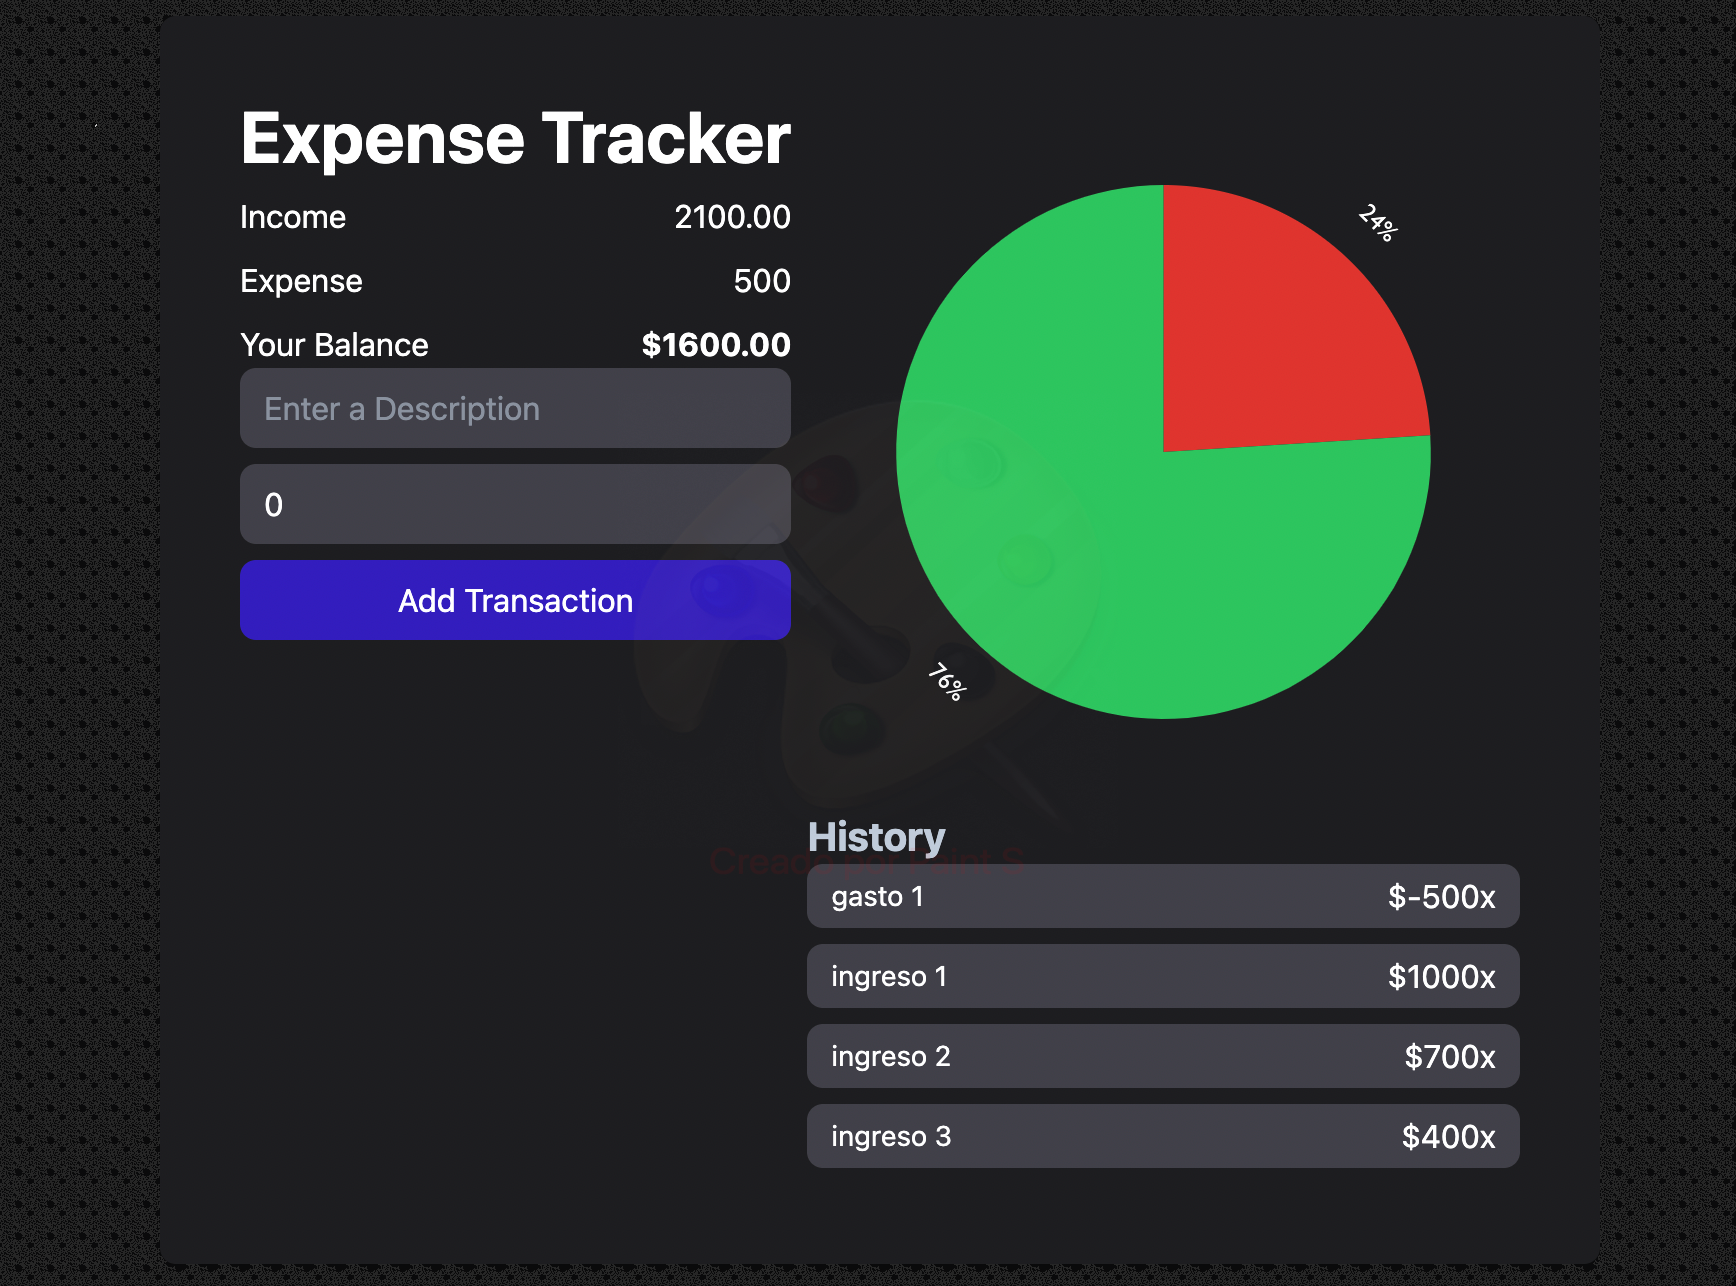 Expense Tracker
Income 2100.00
Expense 500
Your Balance $1600.00
Enter a Description
0
Add Transaction
24%
76%
History
Creado por Paint S
gasto 1 $-500x
ingreso 1 $1000x
ingreso 2 $700x
ingreso 3 $400x